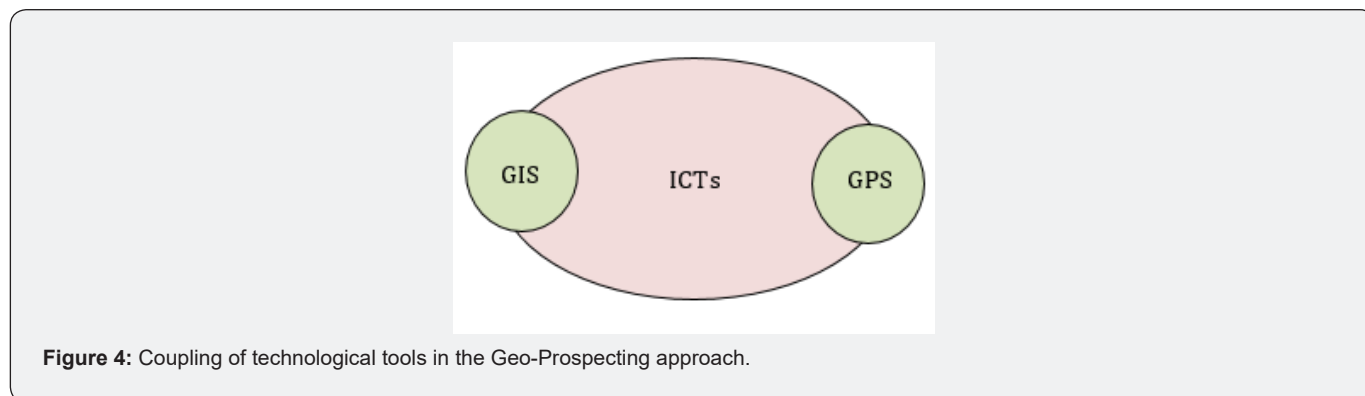 GIS
ICTs
GPS
Figure 4: Coupling of technological tools in the Geo-Prospecting approach.